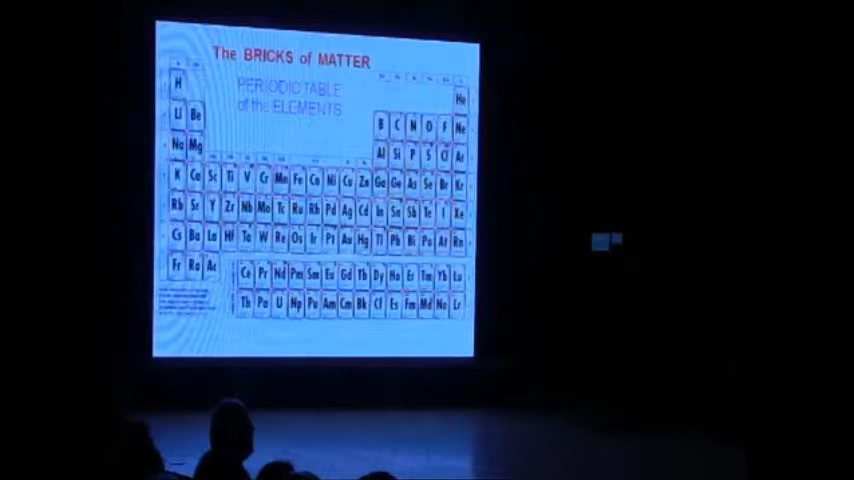 The BRICKS of MATTER
PERIODIC TABLE
of the ELEMENTS
H He
Li Be B C N O F Ne
Na Mg Al Si P S Cl Ar
K Ca Sc Ti V Cr Mn Fe Co Ni Cu Zn Ga Ge As Se Br Kr
Rb Sr Y Zr Nb Mo Tc Ru Rh Pd Ag Cd In Sn Sb Te I Xe
Cs Ba La Hf Ta W Re Os Ir Pt Au Hg Tl Pb Bi Po At Rn
Fr Ra Ac
Ce Pr Nd Pm Sm Eu Gd Tb Dy Ho Er Tm Yb Lu
Th Pa U Np Pu Am Cm Bk Cf Es Fm Md No Lr